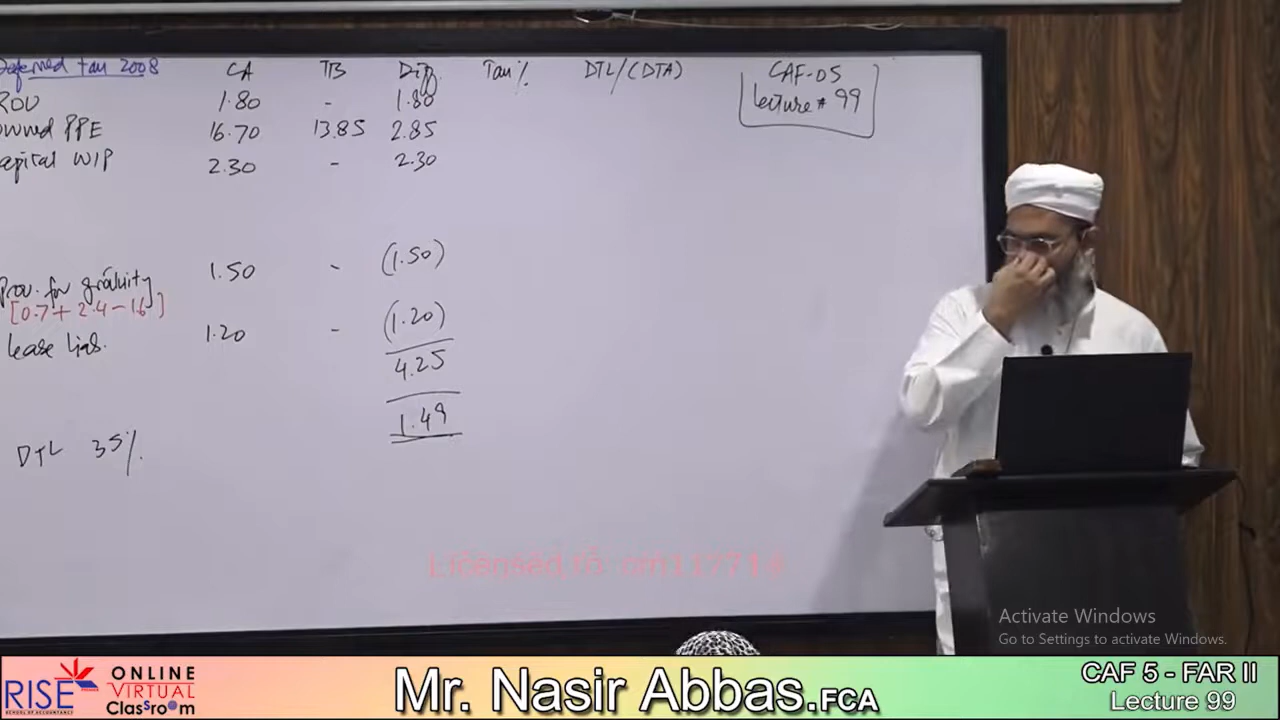 Deferred tax 2008 CA TB Diff. Tax% DTL/(DTA)
ROU 1.80 - 1.80
owned PPE 16.70 13.85 2.85
Capital WIP 2.30 - 2.30
CAF-05
Lecture # 99
Prov. for gratuity 1.50 - (1.50)
[0.7 + 2.4 - 1.6]
lease liab. 1.20 - (1.20)
4.25
DTL 35% 1.49
Licensed to: cm11771
Activate Windows
Go to Settings to activate Windows.
RISE
ONLINE
VIRTUAL
Classroom
Mr. Nasir Abbas.FCA
CAF 5 - FAR II
Lecture 99